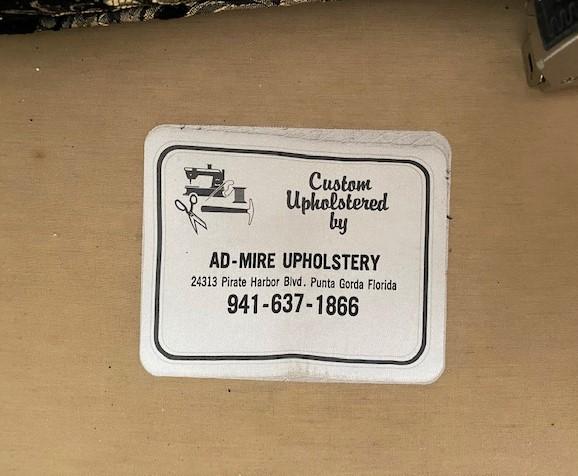 Custom
Upholstered
by
AD-MIRE UPHOLSTERY
24313 Pirate Harbor Blvd. Punta Gorda Florida
941-637-1866